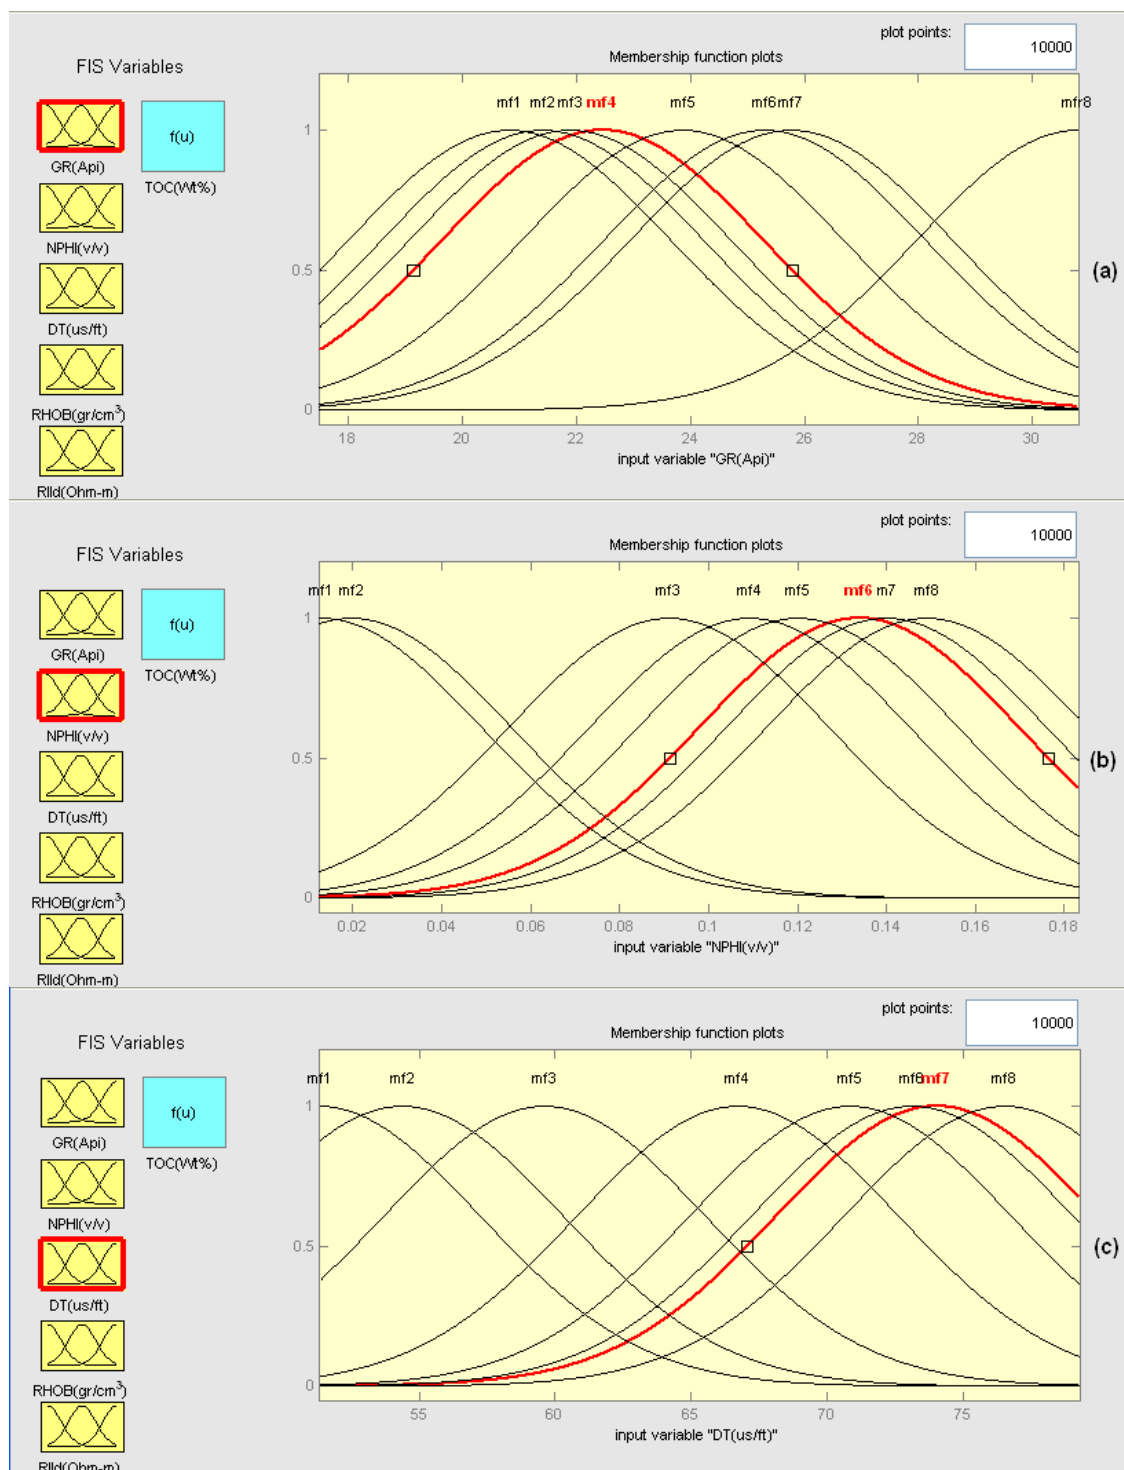 plot points: 10000
FIS Variables
Membership function plots
mf1 mf2 mf3 mf4 mf5 mf6 mf7 mfr8
f(u)
GR(Api)
TOC(Wt%)
NPHI(v/v)
DT(us/ft)
RHOB(gr/cm³)
Rlld(Ohm-m)
1
0.5
0
18 20 22 24 26 28 30
input variable "GR(Api)"
(a)
plot points: 10000
FIS Variables
Membership function plots
mf1 mf2 mf3 mf4 mf5 mf6 m7 mf8
f(u)
GR(Api)
TOC(Wt%)
NPHI(v/v)
DT(us/ft)
RHOB(gr/cm³)
Rlld(Ohm-m)
1
0.5
0
0.02 0.04 0.06 0.08 0.1 0.12 0.14 0.16 0.18
input variable "NPHI(v/v)"
(b)
plot points: 10000
FIS Variables
Membership function plots
mf1 mf2 mf3 mf4 mf5 mf6 mf7 mf8
f(u)
GR(Api)
TOC(Wt%)
NPHI(v/v)
DT(us/ft)
RHOB(gr/cm³)
Rlld(Ohm-m)
1
0.5
0
55 60 65 70 75
input variable "DT(us/ft)"
(c)